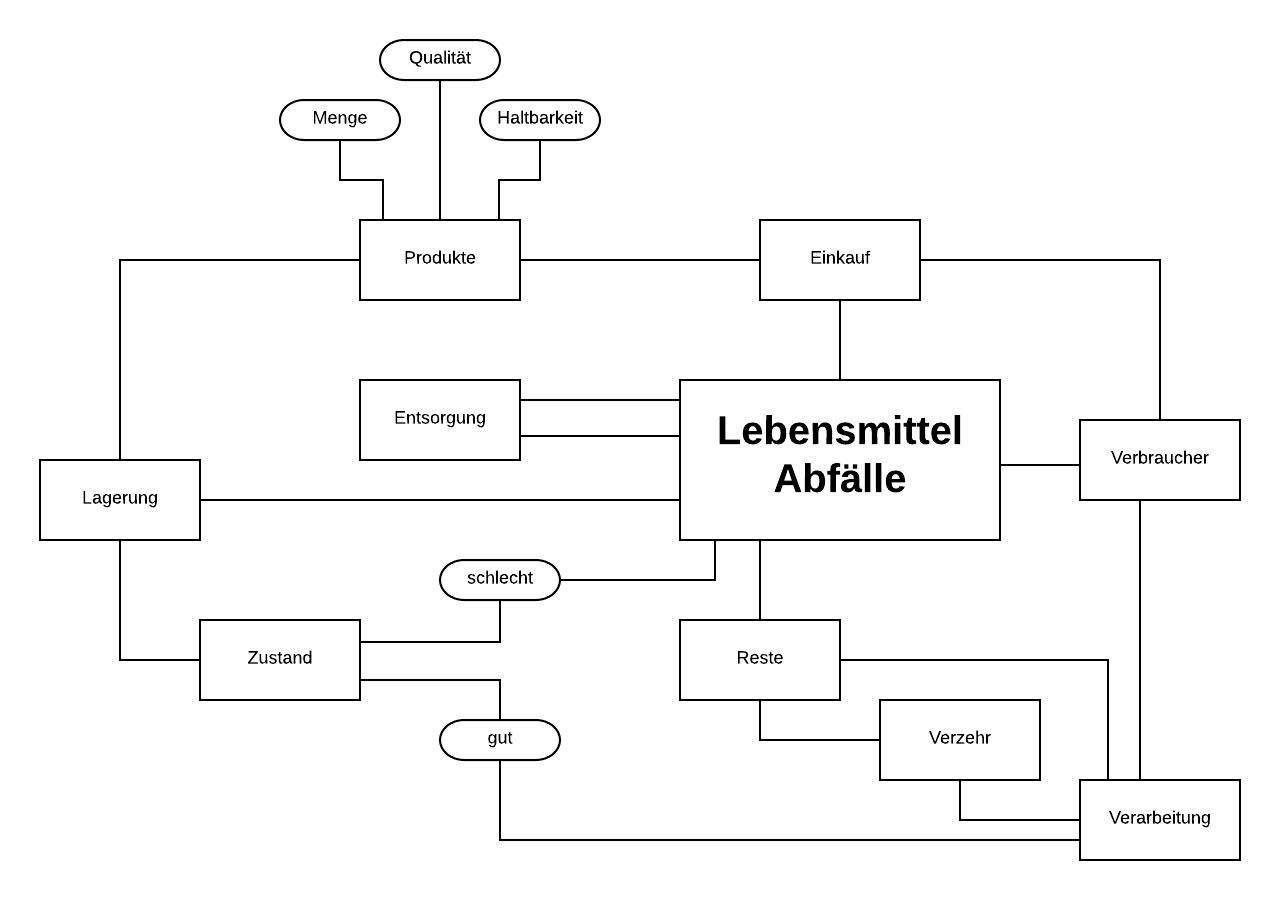 Qualität
Menge
Haltbarkeit
Produkte
Einkauf
Entsorgung
Lebensmittel
Abfälle
Verbraucher
Lagerung
schlecht
Zustand
Reste
gut
Verzehr
Verarbeitung